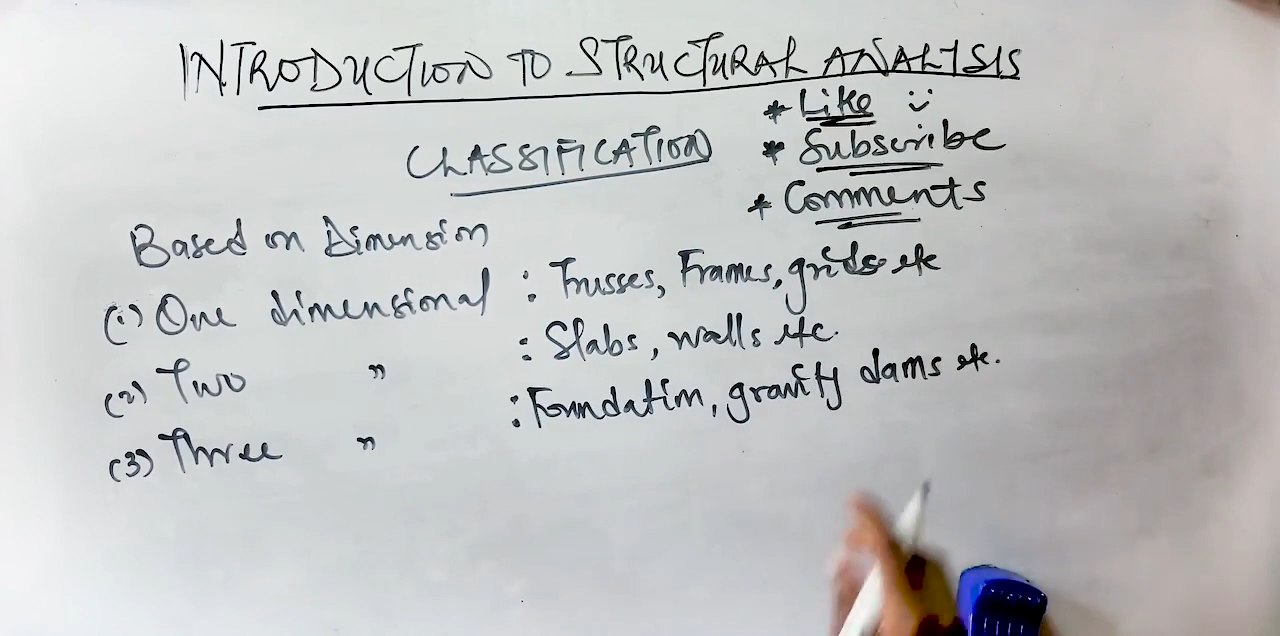 INTRODUCTION TO STRUCTURAL ANALYSIS
* Like :)
CLASSIFICATION
* Subscribe
* Comments
Based on Dimension
(1) One dimensional : Trusses, Frames, grids etc
(2) Two " : Slabs, walls etc.
(3) Three " : Foundation, gravity dams etc.